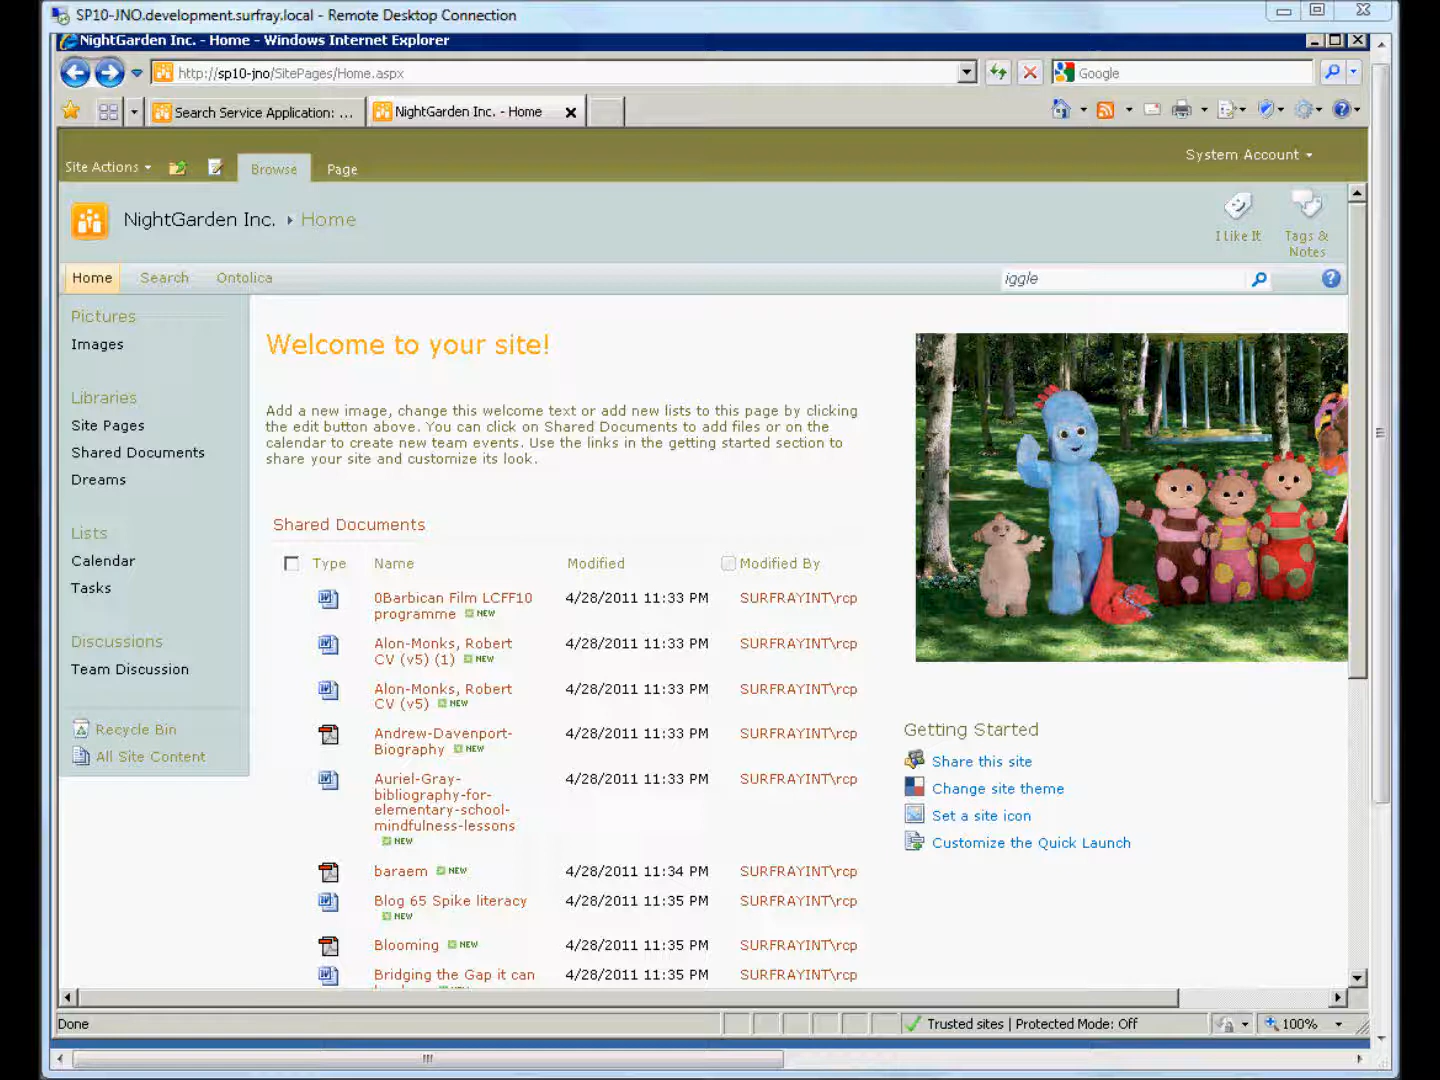 SP10-JNO.development.surfray.local - Remote Desktop Connection
NightGarden Inc. - Home - Windows Internet Explorer
http://sp10-jno/SitePages/Home.aspx
Google
Search Service Application: ...
NightGarden Inc. - Home
Site Actions
Browse
Page
System Account
NightGarden Inc.
Home
I Like It
Tags &
Notes
Home
Search
Ontolica
iggle
Pictures
Images
Libraries
Site Pages
Shared Documents
Dreams
Lists
Calendar
Tasks
Discussions
Team Discussion
Recycle Bin
All Site Content
Welcome to your site!
Add a new image, change this welcome text or add new lists to this page by clicking
the edit button above. You can click on Shared Documents to add files or on the
calendar to create new team events. Use the links in the getting started section to
share your site and customize its look.
Shared Documents
Type Name Modified Modified By
0Barbican Film LCFF10 4/28/2011 11:33 PM SURFRAYINT\rcp
programme NEW
Alon-Monks, Robert 4/28/2011 11:33 PM SURFRAYINT\rcp
CV (v5) (1) NEW
Alon-Monks, Robert 4/28/2011 11:33 PM SURFRAYINT\rcp
CV (v5) NEW
Andrew-Davenport- 4/28/2011 11:33 PM SURFRAYINT\rcp
Biography NEW
Auriel-Gray- 4/28/2011 11:33 PM SURFRAYINT\rcp
bibliography-for-
elementary-school-
mindfulness-lessons
NEW
baraem NEW 4/28/2011 11:34 PM SURFRAYINT\rcp
Blog 65 Spike literacy 4/28/2011 11:35 PM SURFRAYINT\rcp
NEW
Blooming NEW 4/28/2011 11:35 PM SURFRAYINT\rcp
Bridging the Gap it can 4/28/2011 11:35 PM SURFRAYINT\rcp
Getting Started
Share this site
Change site theme
Set a site icon
Customize the Quick Launch
Done
Trusted sites | Protected Mode: Off
100%